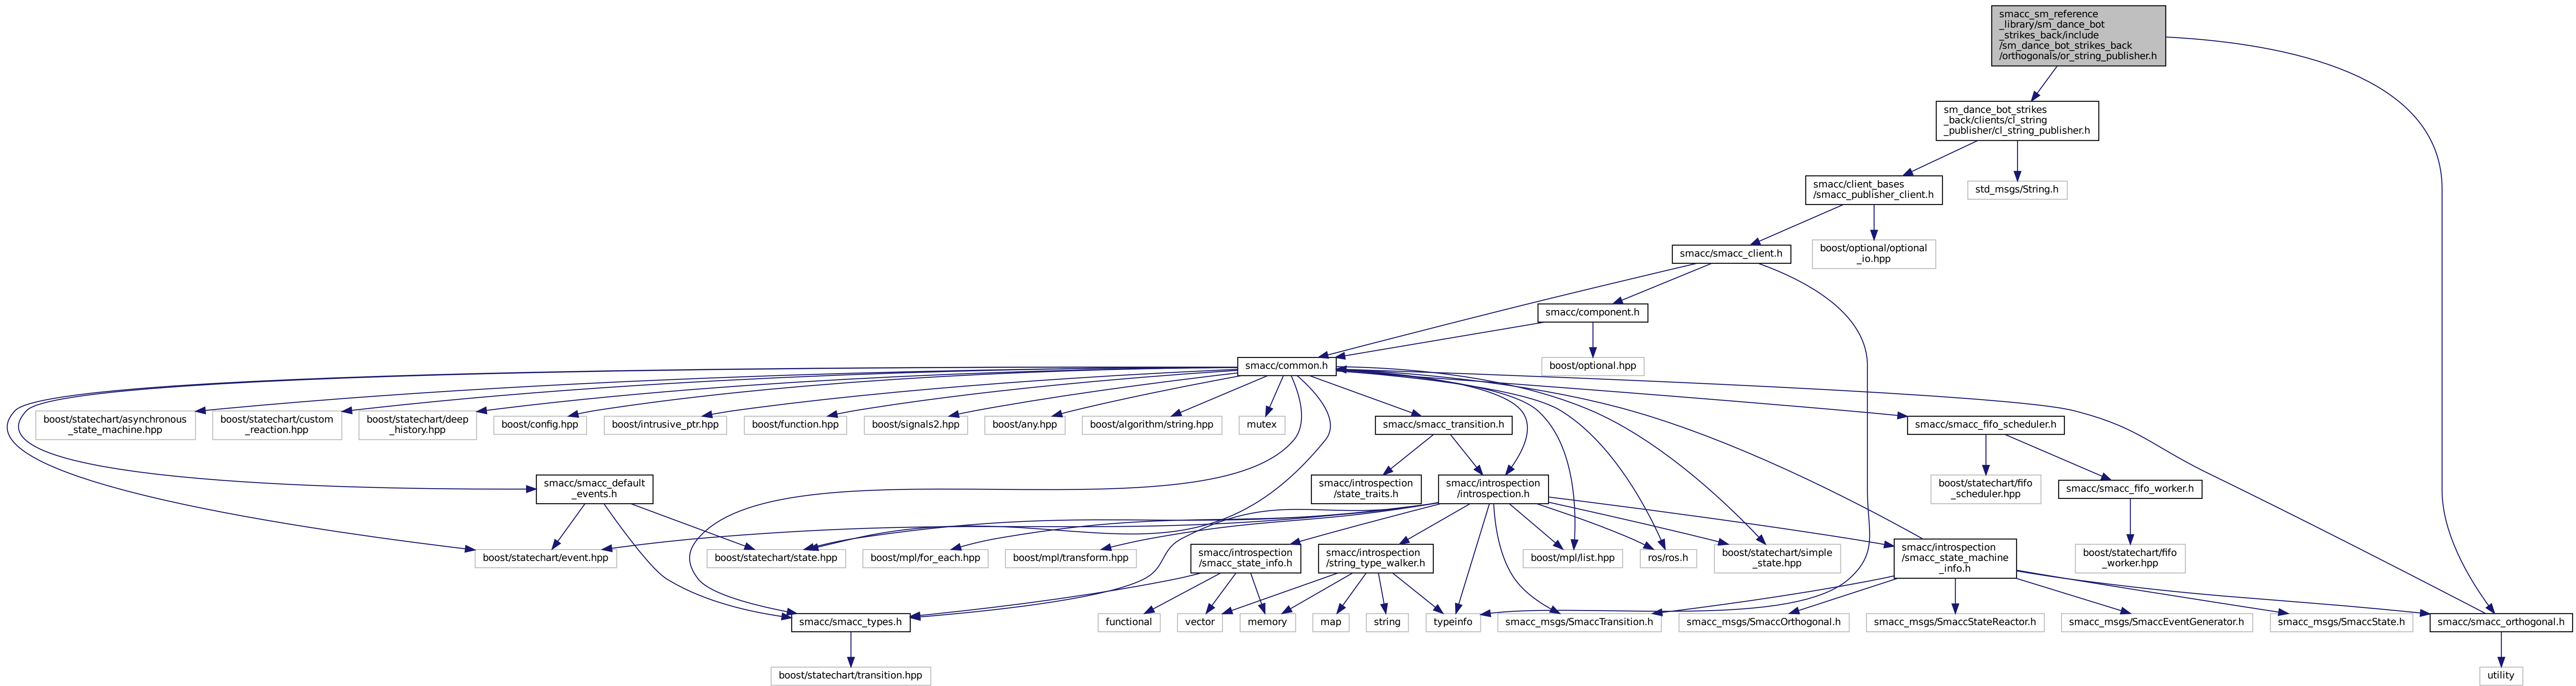 smacc_sm_reference
_library/sm_dance_bot
_strikes_back/include
/sm_dance_bot_strikes_back
/orthogonals/or_string_publisher.h
sm_dance_bot_strikes
_back/clients/cl_string
_publisher/cl_string_publisher.h
smacc/client_bases
/smacc_publisher_client.h
std_msgs/String.h
smacc/smacc_client.h
boost/optional/optional
_io.hpp
smacc/component.h
smacc/common.h
boost/optional.hpp
boost/statechart/asynchronous
_state_machine.hpp
boost/statechart/custom
_reaction.hpp
boost/statechart/deep
_history.hpp
boost/config.hpp
boost/intrusive_ptr.hpp
boost/function.hpp
boost/signals2.hpp
boost/any.hpp
boost/algorithm/string.hpp
mutex
smacc/smacc_transition.h
smacc/smacc_fifo_scheduler.h
smacc/smacc_default
_events.h
smacc/introspection
/state_traits.h
smacc/introspection
/introspection.h
boost/statechart/fifo
_scheduler.hpp
smacc/smacc_fifo_worker.h
boost/statechart/event.hpp
boost/statechart/state.hpp
boost/mpl/for_each.hpp
boost/mpl/transform.hpp
smacc/introspection
/smacc_state_info.h
smacc/introspection
/string_type_walker.h
boost/mpl/list.hpp
ros/ros.h
boost/statechart/simple
_state.hpp
smacc/introspection
/smacc_state_machine
_info.h
boost/statechart/fifo
_worker.hpp
smacc/smacc_types.h
functional
vector
memory
map
string
typeinfo
smacc_msgs/SmaccTransition.h
smacc_msgs/SmaccOrthogonal.h
smacc_msgs/SmaccStateReactor.h
smacc_msgs/SmaccEventGenerator.h
smacc_msgs/SmaccState.h
smacc/smacc_orthogonal.h
boost/statechart/transition.hpp
utility